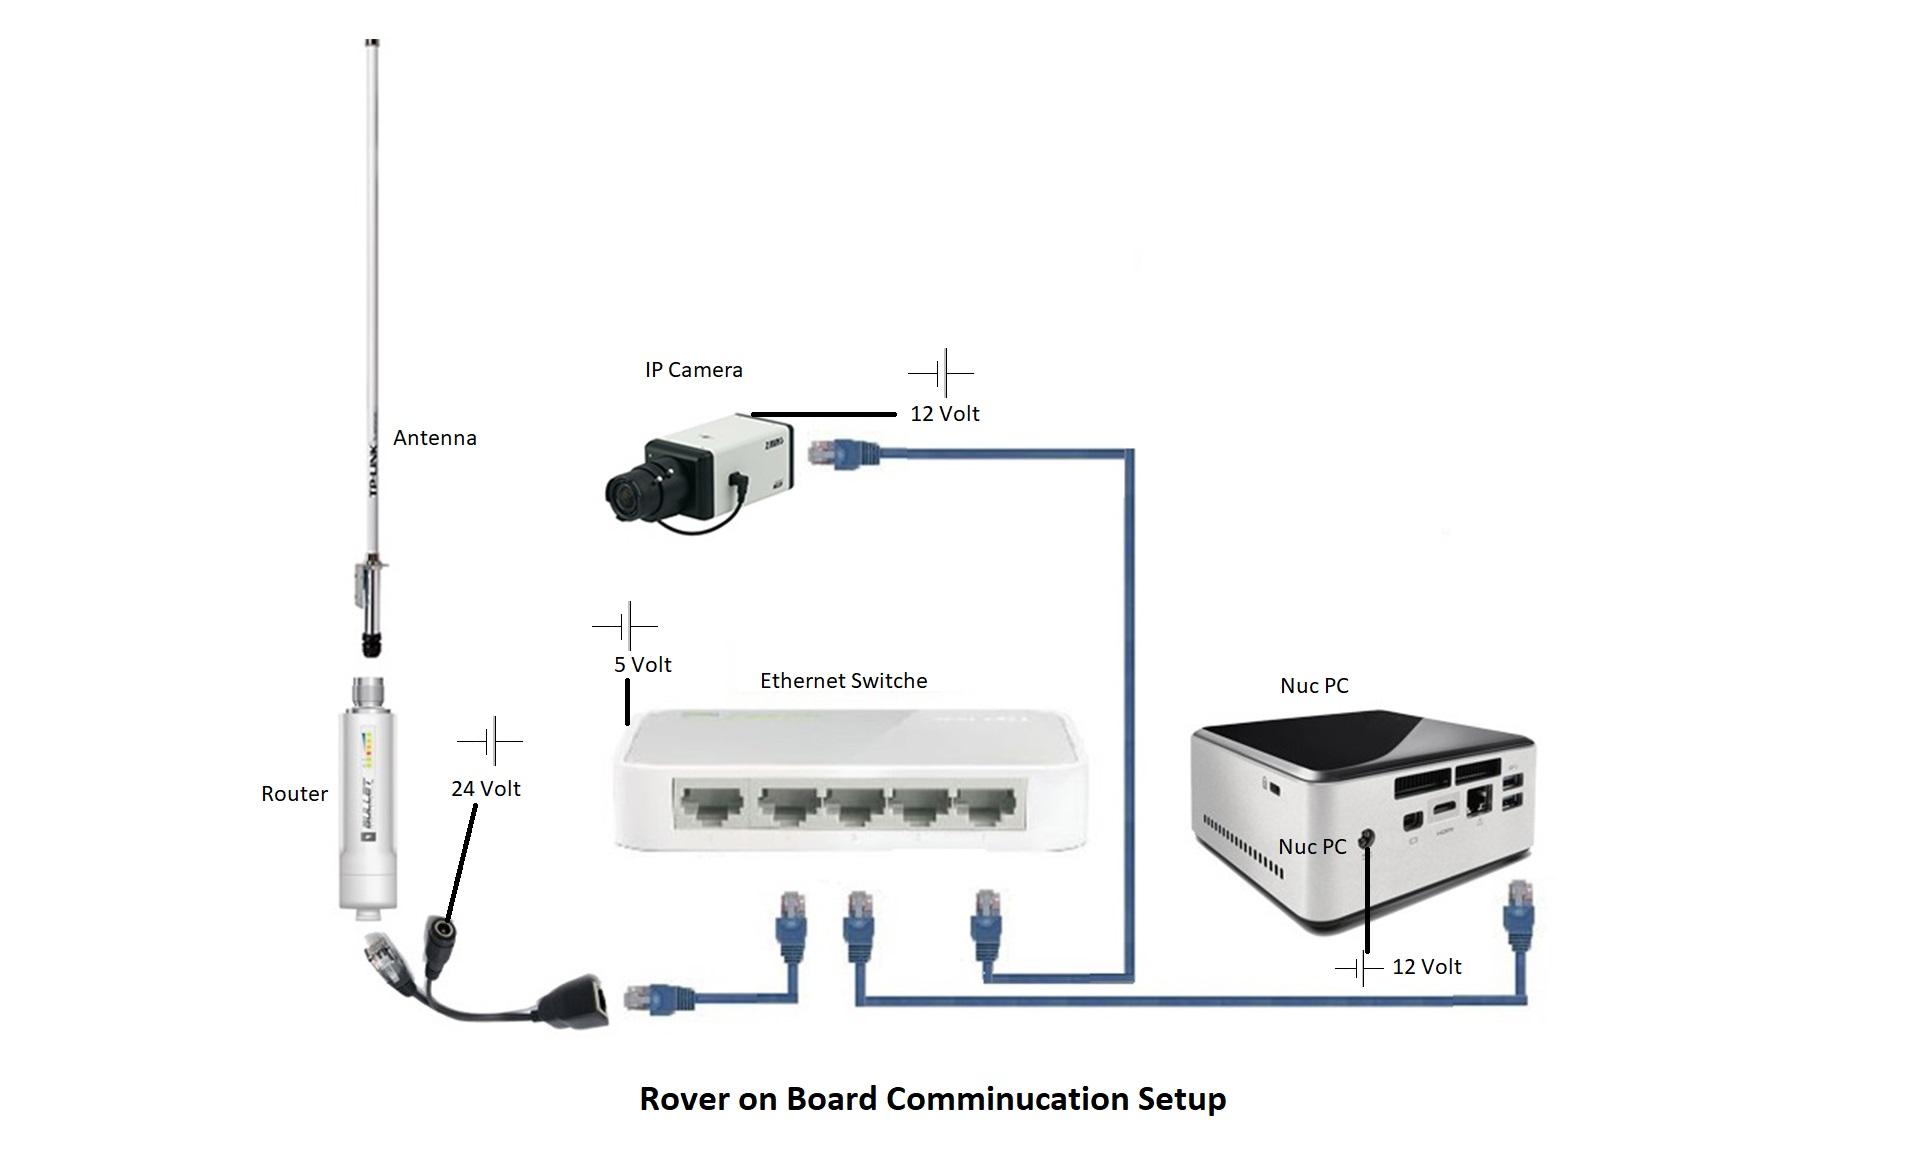 IP Camera
12 Volt
Antenna
TP-LINK
5 Volt
Ethernet Switche
Nuc PC
24 Volt
Router
BULLET
Nuc PC
HDMI
12 Volt
Rover on Board Comminucation Setup